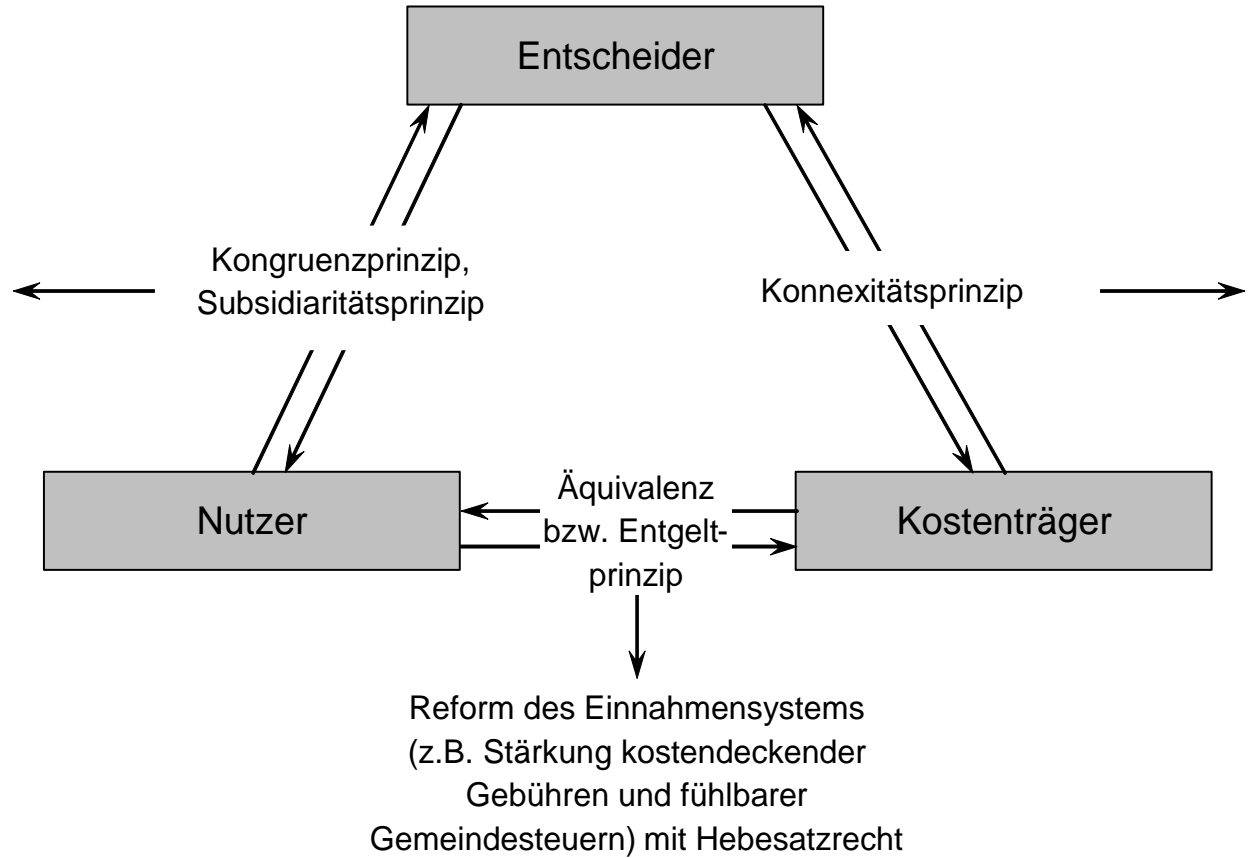 Entscheider
Kongruenzprinzip,
Subsidiaritätsprinzip
Konnexitätsprinzip
Nutzer
Äquivalenz
bzw. Entgelt-
prinzip
Kostenträger
Reform des Einnahmensystems
(z.B. Stärkung kostendeckender
Gebühren und fühlbarer
Gemeindesteuern) mit Hebesatzrecht